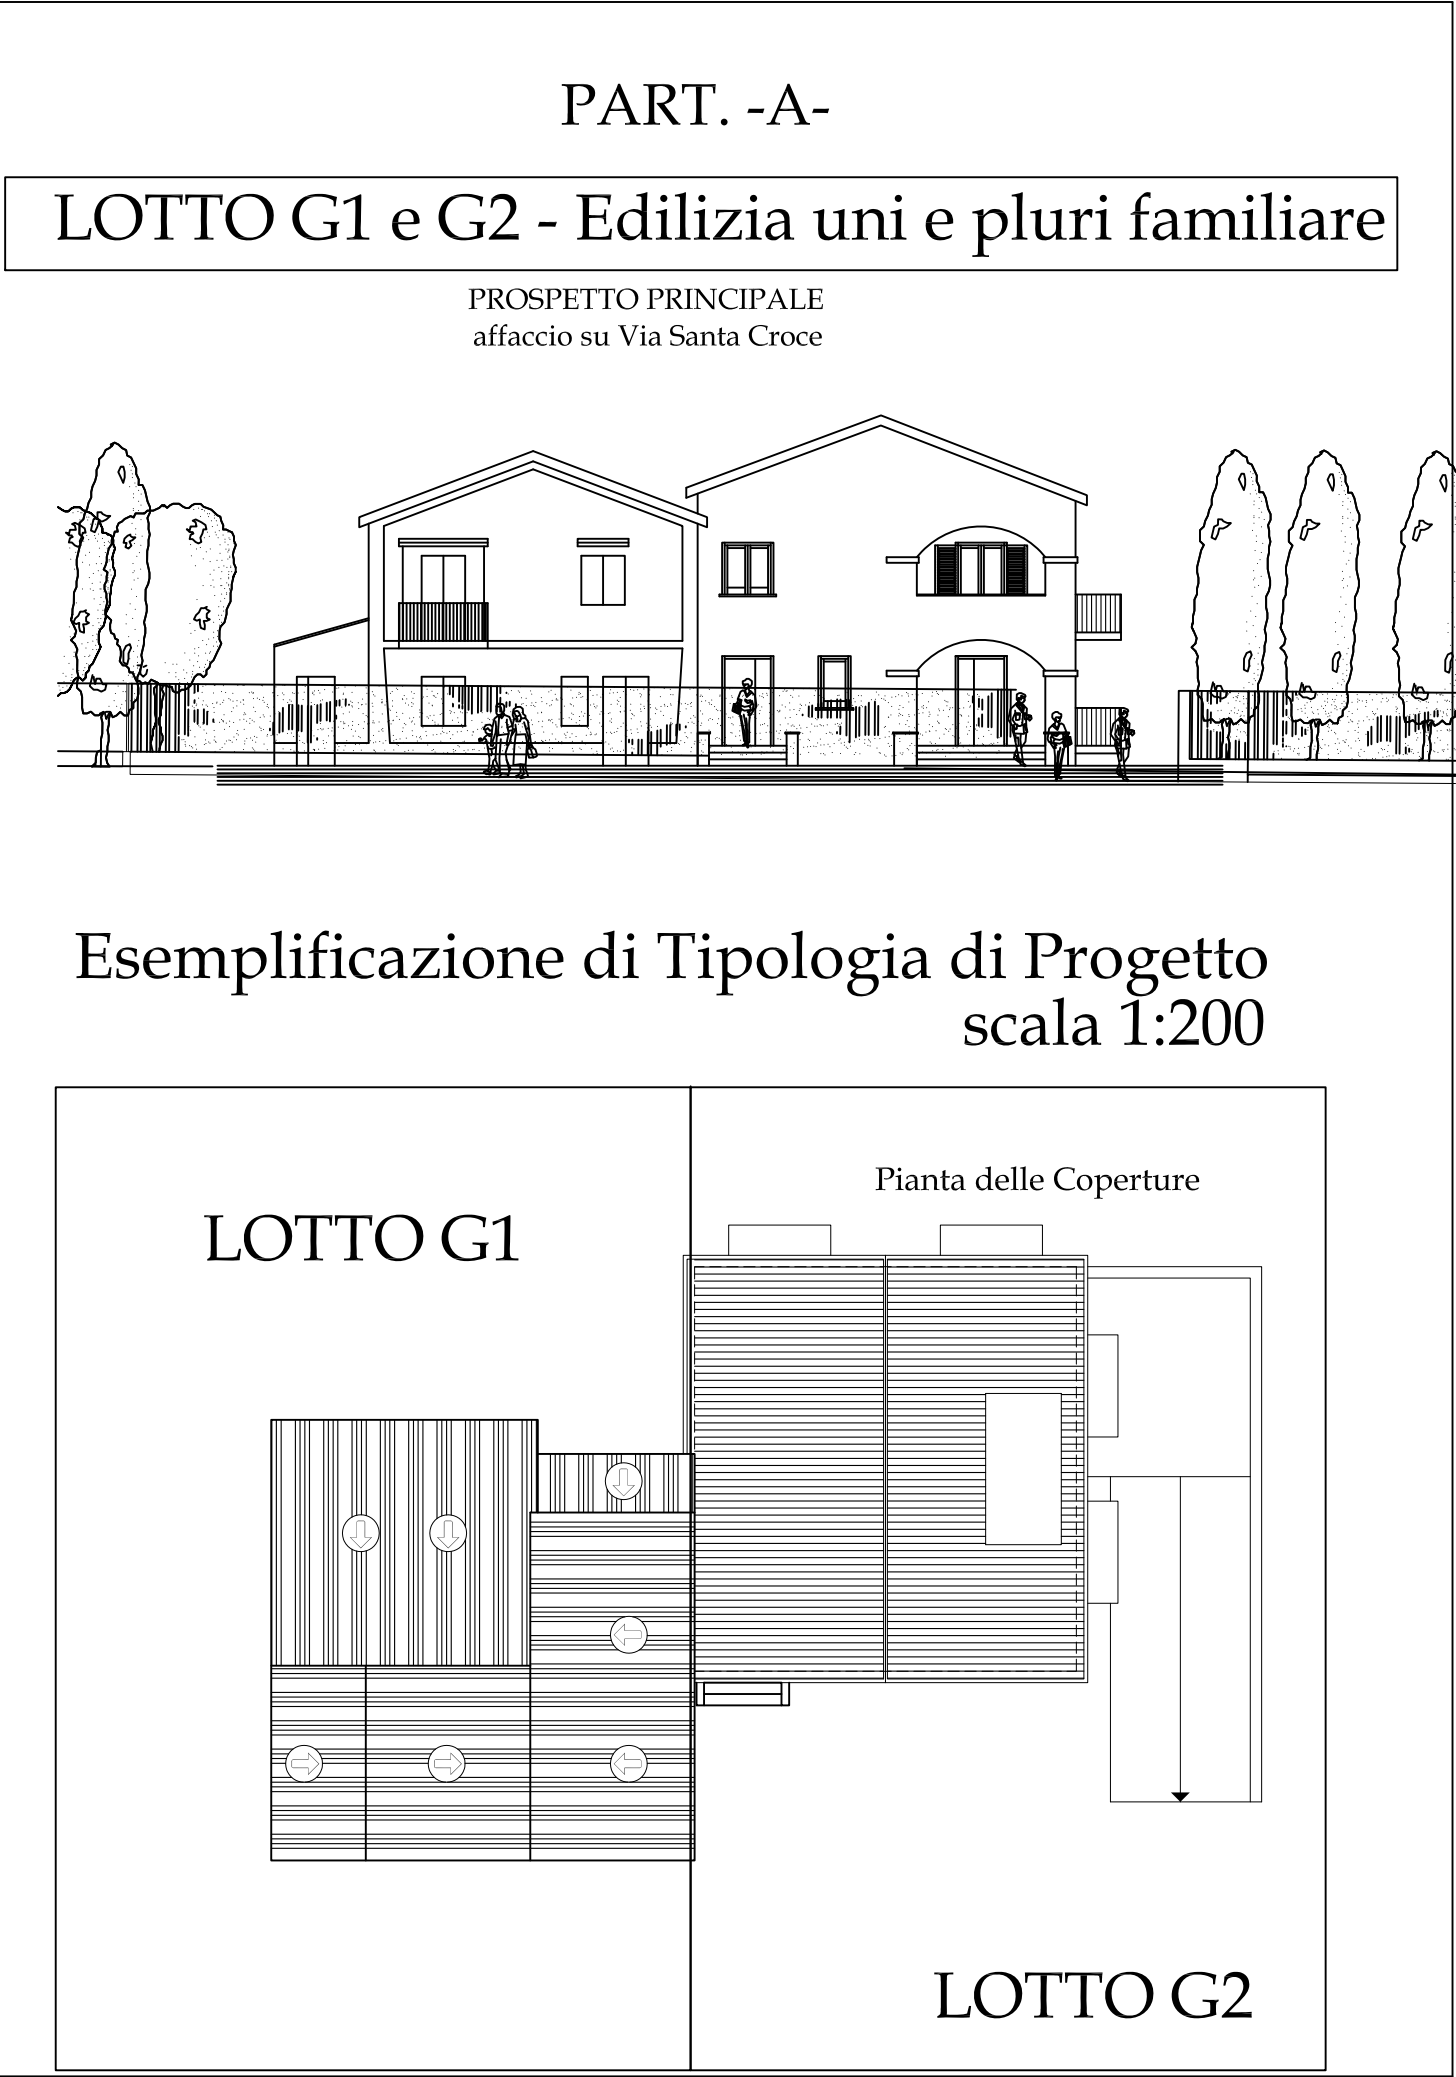 PART. -A-
LOTTO G1 e G2 - Edilizia uni e pluri familiare
PROSPETTO PRINCIPALE
affaccio su Via Santa Croce
Esemplificazione di Tipologia di Progetto
scala 1:200
Pianta delle Coperture
LOTTO G1
LOTTO G2